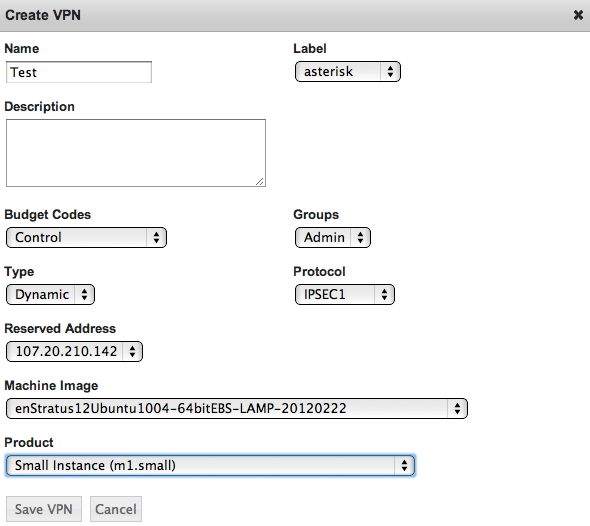 Create VPN
Name Label
Test asterisk
Description
Budget Codes Groups
Control Admin
Type Protocol
Dynamic IPSEC1
Reserved Address
107.20.210.142
Machine Image
enStratus12Ubuntu1004-64bitEBS-LAMP-20120222
Product
Small Instance (m1.small)
Save VPN Cancel